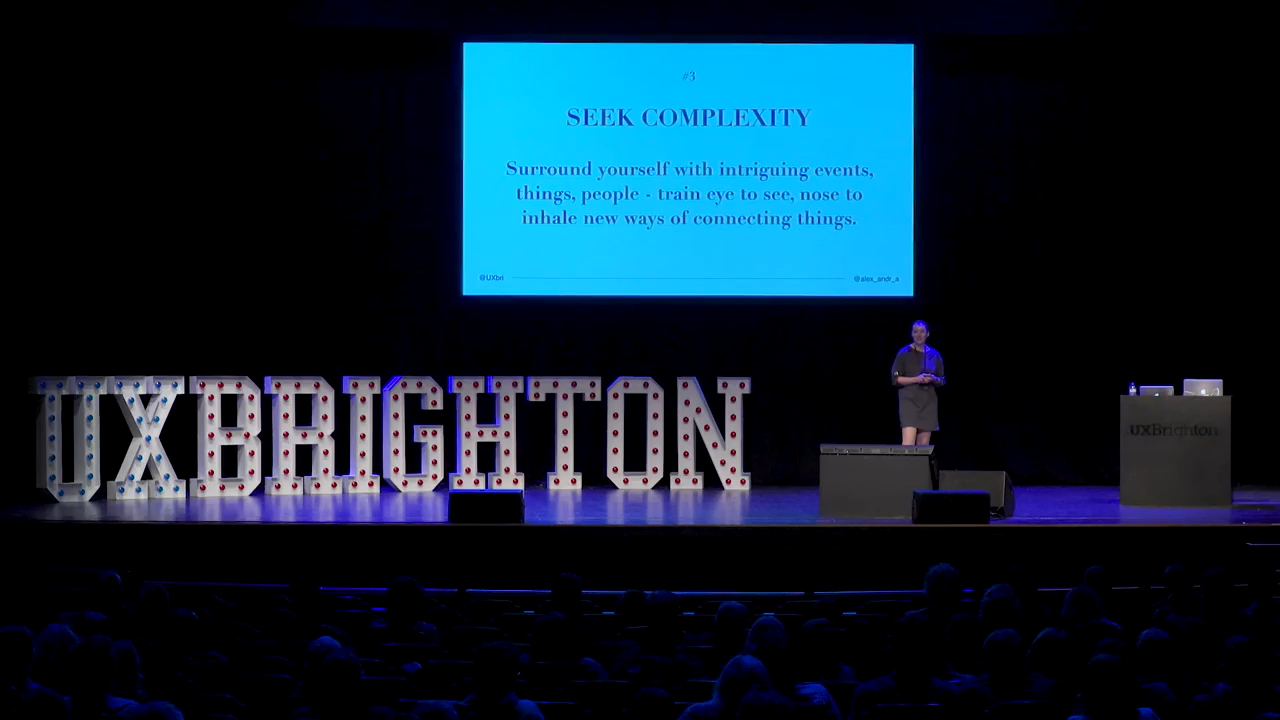 #3
SEEK COMPLEXITY
Surround yourself with intriguing events,
things, people - train eye to see, nose to
inhale new ways of connecting things.
@UXbri
@alex_andr_a
UXBRIGHTON
UXBrighton